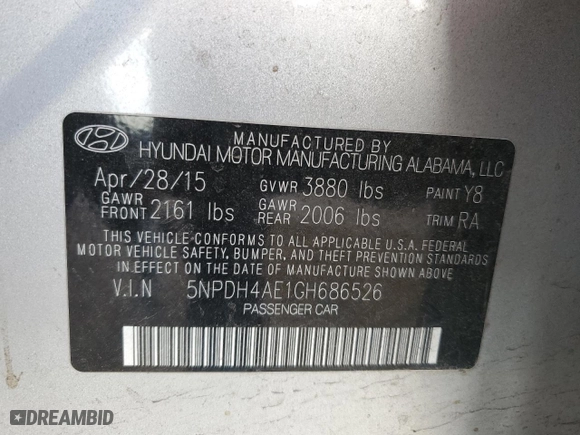 MANUFACTURED BY
HYUNDAI MOTOR MANUFACTURING ALABAMA, LLC
Apr/28/15 GVWR 3880 lbs PAINT Y8
GAWR FRONT 2161 lbs GAWR REAR 2006 lbs TRIM RA
THIS VEHICLE CONFORMS TO ALL APPLICABLE U.S.A. FEDERAL
MOTOR VEHICLE SAFETY, BUMPER, AND THEFT PREVENTION STANDARDS
IN EFFECT ON THE DATE OF MANUFACTURE SHOWN ABOVE.
V.I.N 5NPDH4AE1GH686526
PASSENGER CAR
DREAMBID